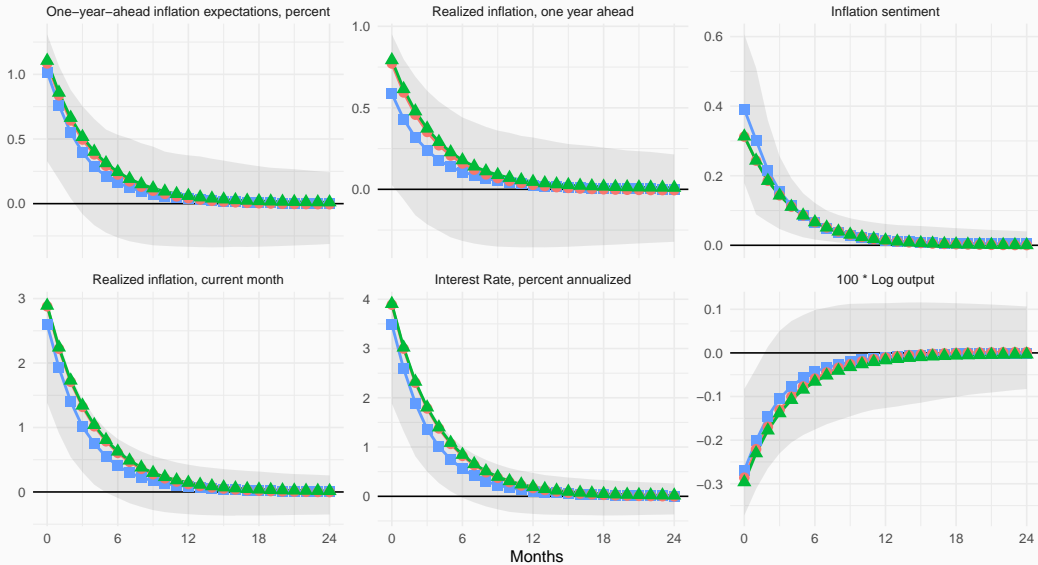 One−year−ahead inflation expectations, percent
1.0
0.5
0.0
Realized inflation, one year ahead
1.0
0.5
0.0
Inflation sentiment
0.6
0.4
0.2
0.0
Realized inflation, current month
3
2
1
0
0 6 12 18 24
Interest Rate, percent annualized
4
3
2
1
0
0 6 12 18 24
100 * Log output
0.1
0.0
−0.1
−0.2
−0.3
0 6 12 18 24
Months